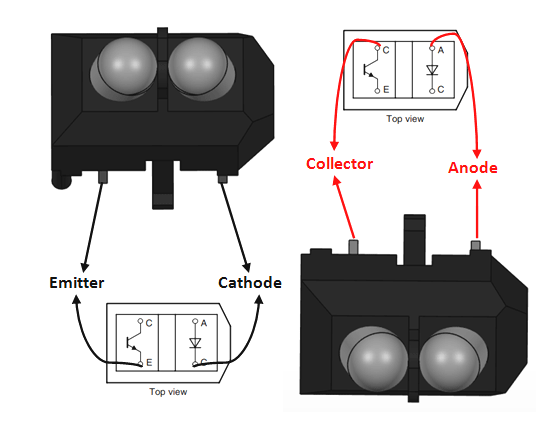 C A
E C
Top view
Collector
Anode
Emitter
Cathode
C A
E C
Top view